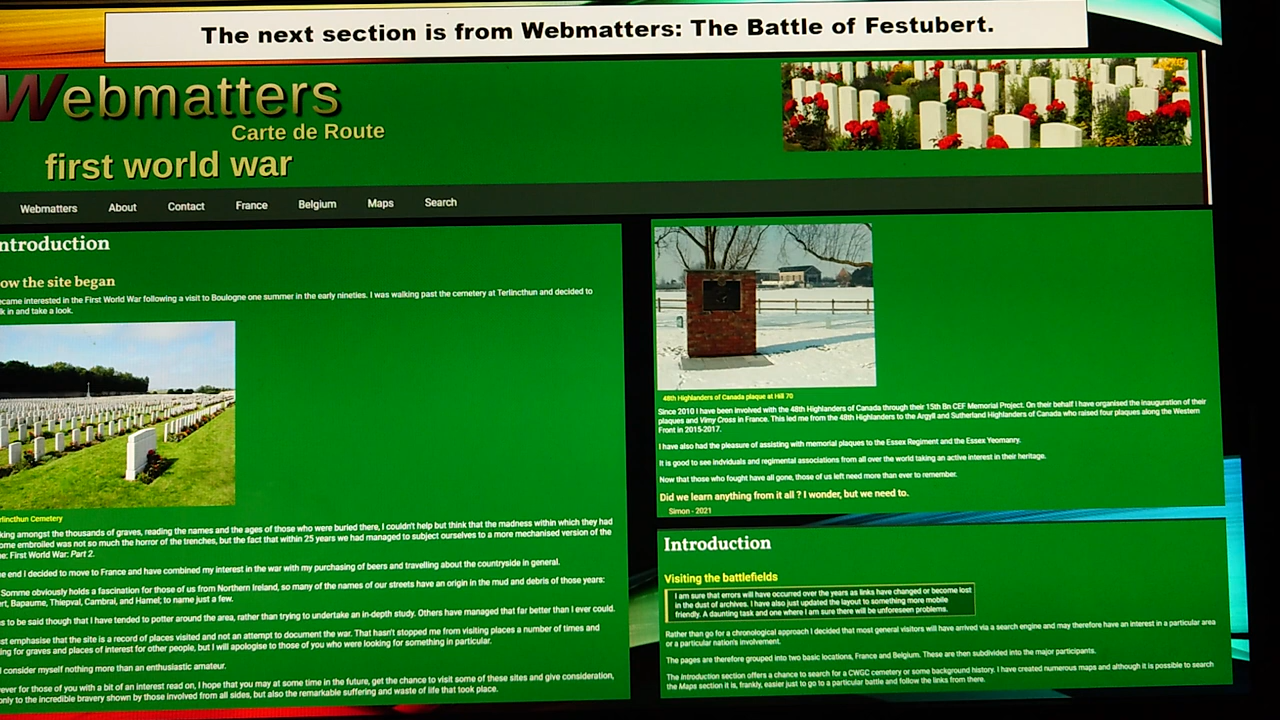 The next section is from Webmatters: The Battle of Festubert.
Webmatters
Carte de Route
first world war
Webmatters About Contact France Belgium Maps Search
ntroduction
ow the site began
came interested in the First World War following a visit to Boulogne one summer in the early nineties. I was walking past the cemetery at Terlincthun and decided to
lk in and take a look.
rlincthun Cemetery
king amongst the thousands of graves, reading the names and the ages of those who were buried there, I couldn't help but think that the madness within which they had
ome embroiled was not so much the horror of the trenches, but the fact that within 25 years we had managed to subject ourselves to a more mechanised version of the
e: First World War: Part 2.
e end I decided to move to France and have combined my interest in the war with my purchasing of beers and travelling about the countryside in general.
Somme obviously holds a fascination for those of us from Northern Ireland, so many of the names of our streets have an origin in the mud and debris of those years:
rt, Bapaume, Thiepval, Cambrai, and Hamel; to name just a few.
s to be said though that I have tended to potter around the area, rather than trying to undertake an in-depth study. Others have managed that far better than I ever could.
st emphasise that the site is a record of places visited and not an attempt to document the war. That hasn't stopped me from visiting places a number of times and
ing for graves and places of interest for other people, but I will apologise to those of you who were looking for something in particular.
I consider myself nothing more than an enthusiastic amateur.
ever for those of you with a bit of an interest read on, I hope that you may at some time in the future, get the chance to visit some of these sites and give consideration,
only to the incredible bravery shown by those involved from all sides, but also the remarkable suffering and waste of life that took place.
48th Highlanders of Canada plaque at Hill 70
Since 2010 I have been involved with the 48th Highlanders of Canada through their 15th Bn CEF Memorial Project. On their behalf I have organised the inauguration of their
plaques and Vimy Cross in France. This led me from the 48th Highlanders to the Argyll and Sutherland Highlanders of Canada who raised four plaques along the Western
Front in 2015-2017.
I have also had the pleasure of assisting with memorial plaques to the Essex Regiment and the Essex Yeomanry.
It is good to see indviduals and regimental associations from all over the world taking an active interest in their heritage.
Now that those who fought have all gone, those of us left need more than ever to remember.
Did we learn anything from it all ? I wonder, but we need to.
Simon - 2021
Introduction
Visiting the battlefields
I am sure that errors will have occurred over the years as links have changed or become lost
in the dust of archives. I have also just updated the layout to something more mobile
friendly. A daunting task and one where I am sure there will be unforeseen problems.
Rather than go for a chronological approach I decided that most general visitors will have arrived via a search engine and may therefore have an interest in a particular area
or a particular nation's involvement.
The pages are therefore grouped into two basic locations, France and Belgium. These are then subdivided into the major participants.
The Introduction section offers a chance to search for a CWGC cemetery or some background history. I have created numerous maps and although it is possible to search
the Maps section it is, frankly, easier just to go to a particular battle and follow the links from there.